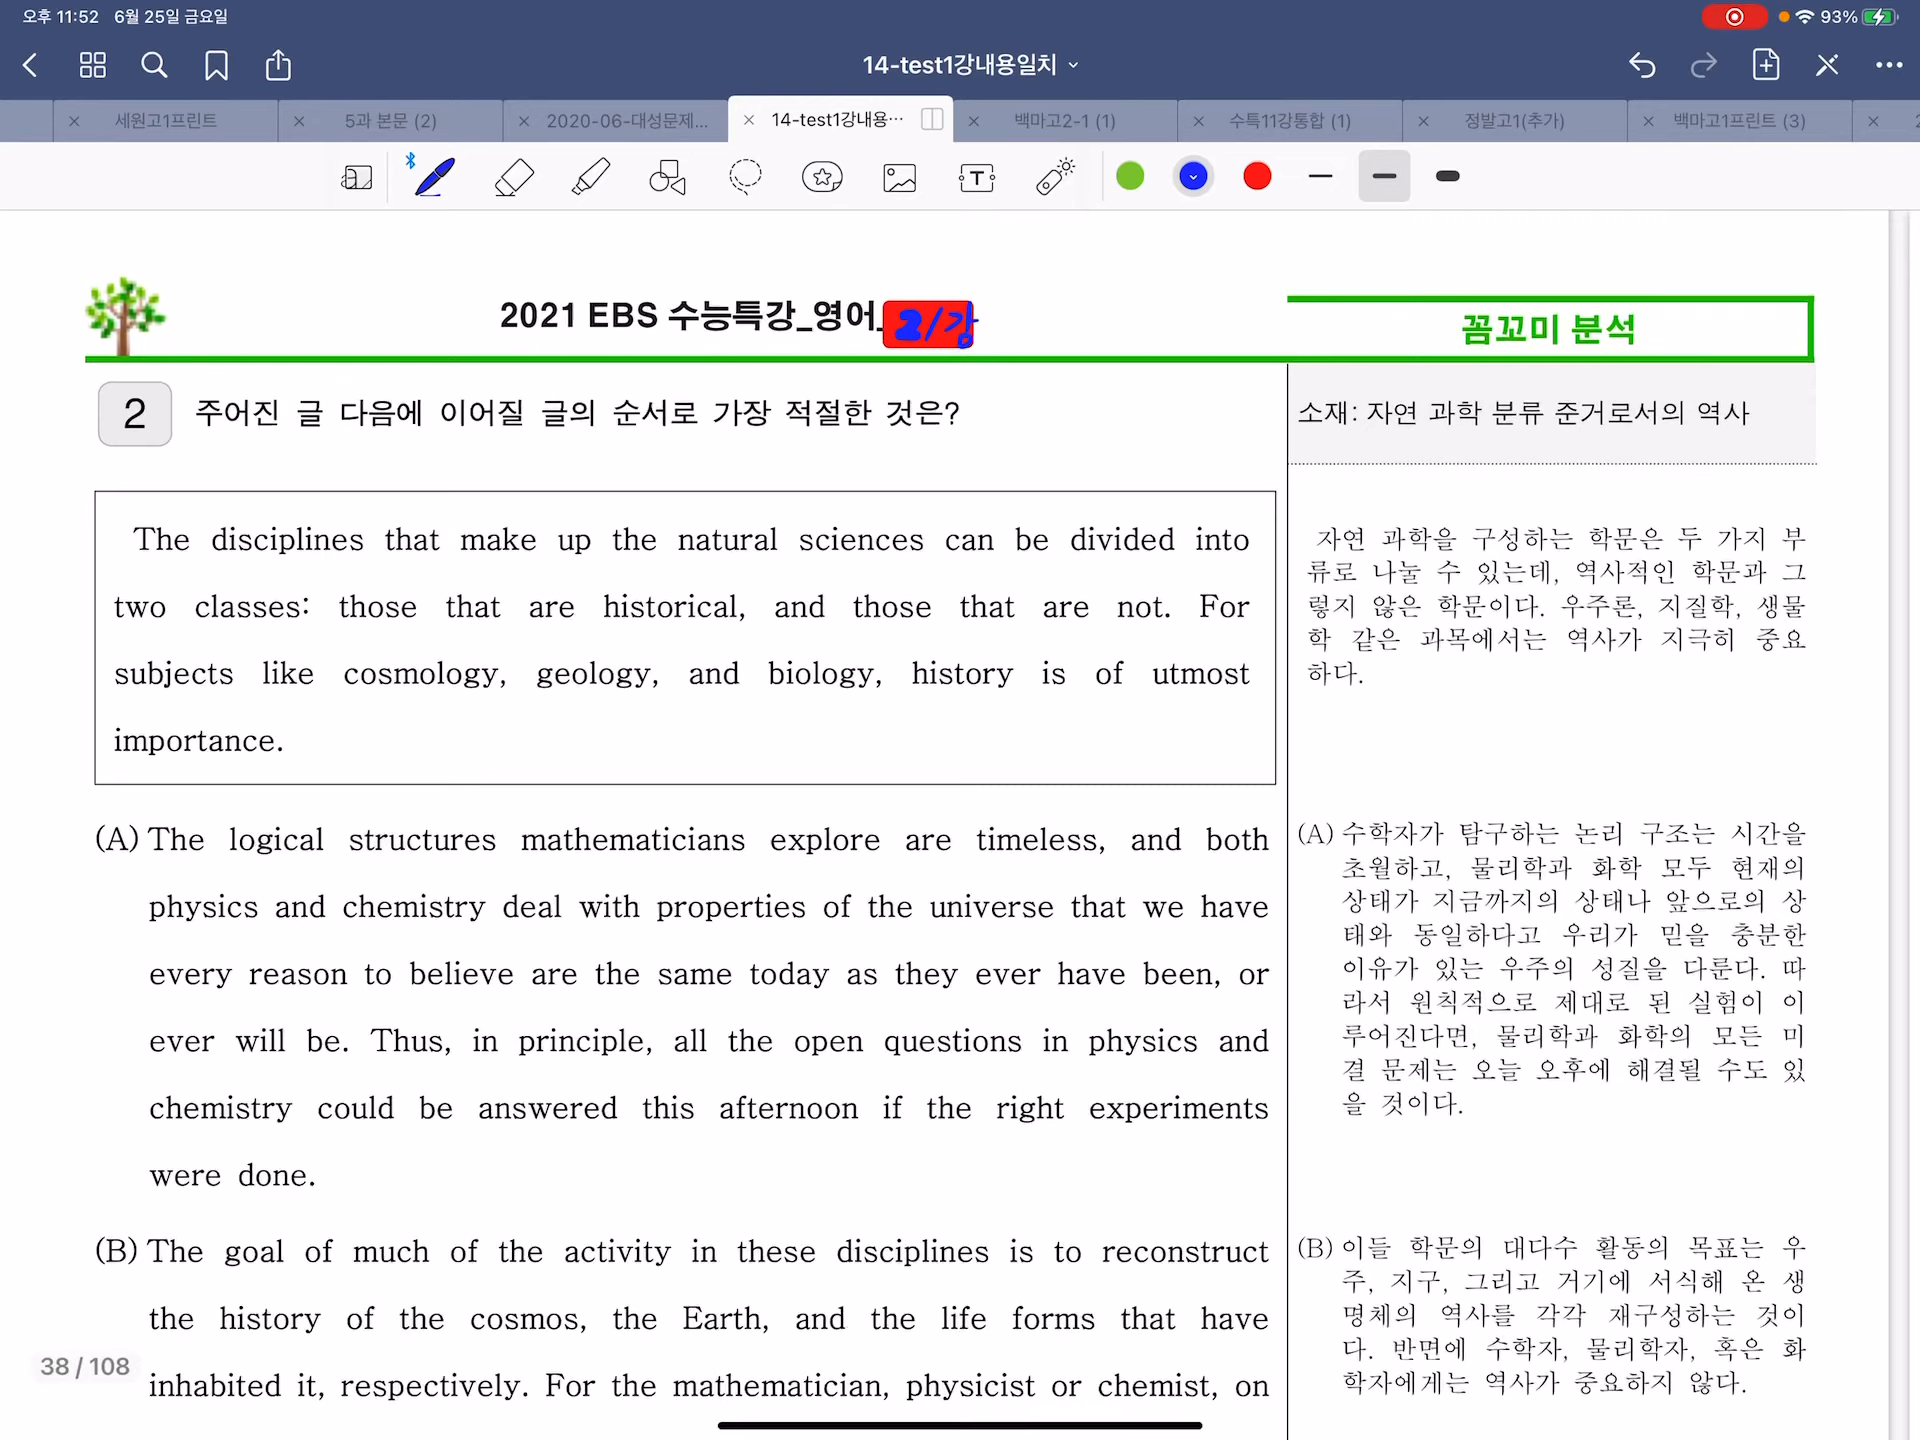 오후 11:52 6월 25일 금요일
93%
14-test1강내용일치
세원고1프린트
5과 본문 (2)
2020-06-대성문제...
14-test1강내용...
백마고2-1 (1)
수특11강통합 (1)
정발고1(추가)
백마고1프린트 (3)
2021 EBS 수능특강_영어_21강
꼼꼬미 분석
2 주어진 글 다음에 이어질 글의 순서로 가장 적절한 것은?
소재: 자연 과학 분류 준거로서의 역사
The disciplines that make up the natural sciences can be divided into
two classes: those that are historical, and those that are not. For
subjects like cosmology, geology, and biology, history is of utmost
importance.
자연 과학을 구성하는 학문은 두 가지 부
류로 나눌 수 있는데, 역사적인 학문과 그
렇지 않은 학문이다. 우주론, 지질학, 생물
학 같은 과목에서는 역사가 지극히 중요
하다.
(A) The logical structures mathematicians explore are timeless, and both
physics and chemistry deal with properties of the universe that we have
every reason to believe are the same today as they ever have been, or
ever will be. Thus, in principle, all the open questions in physics and
chemistry could be answered this afternoon if the right experiments
were done.
(A) 수학자가 탐구하는 논리 구조는 시간을
초월하고, 물리학과 화학 모두 현재의
상태가 지금까지의 상태나 앞으로의 상
태와 동일하다고 우리가 믿을 충분한
이유가 있는 우주의 성질을 다룬다. 따
라서 원칙적으로 제대로 된 실험이 이
루어진다면, 물리학과 화학의 모든 미
결 문제는 오늘 오후에 해결될 수도 있
을 것이다.
(B) The goal of much of the activity in these disciplines is to reconstruct
the history of the cosmos, the Earth, and the life forms that have
inhabited it, respectively. For the mathematician, physicist or chemist, on
(B) 이들 학문의 대다수 활동의 목표는 우
주, 지구, 그리고 거기에 서식해 온 생
명체의 역사를 각각 재구성하는 것이
다. 반면에 수학자, 물리학자, 혹은 화
학자에게는 역사가 중요하지 않다.
38 / 108